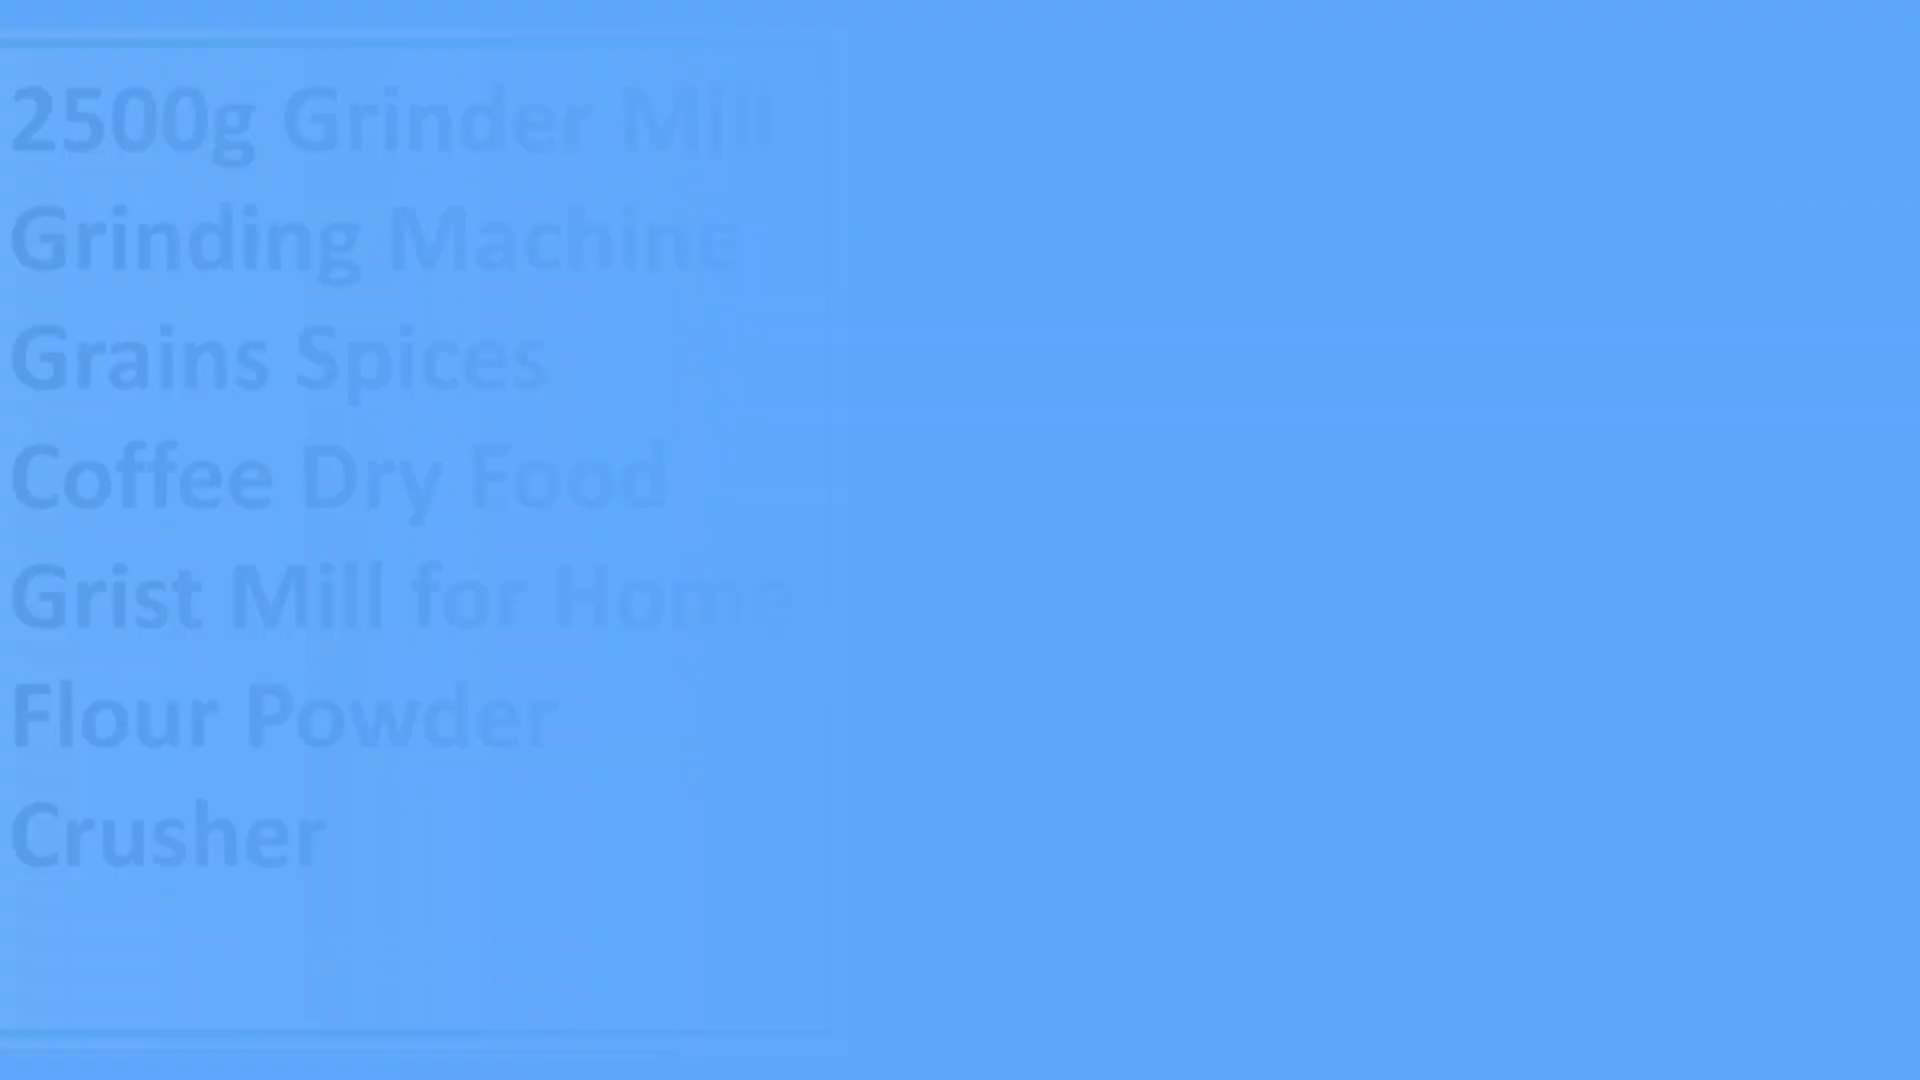 2500g Grinder Mill
Grinding Machine
Grains Spices
Coffee Dry Food
Grist Mill for Home
Flour Powder
Crusher